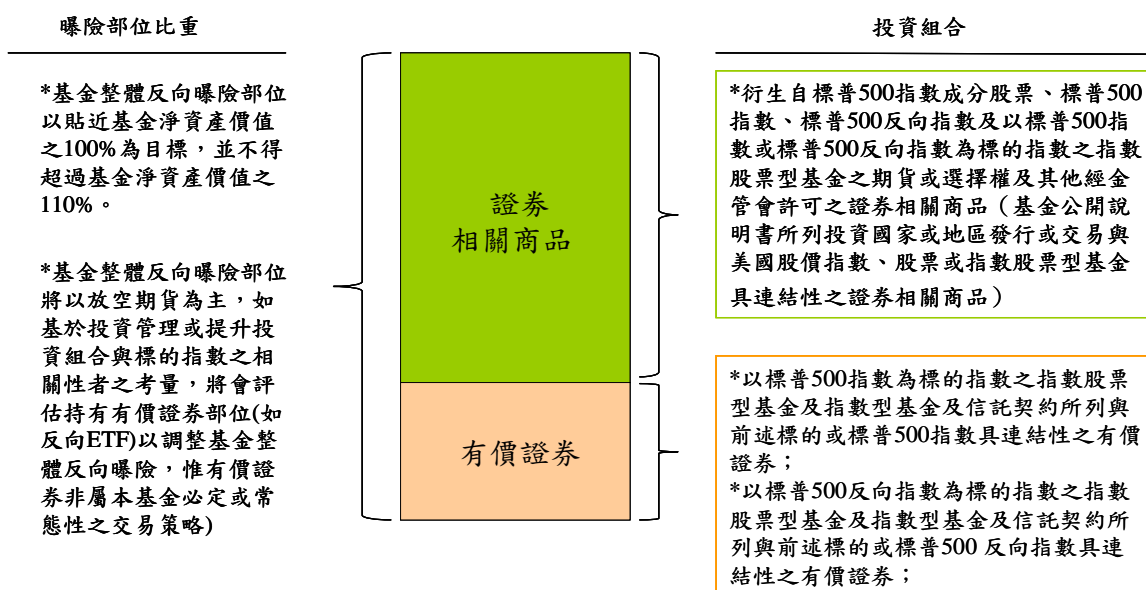 曝險部位比重
*基金整體反向曝險部位
以貼近基金淨資產價值
之100%為目標，並不得
超過基金淨資產價值之
110%。
*基金整體反向曝險部位
將以放空期貨為主，如
基於投資管理或提升投
資組合與標的指數之相
關性者之考量，將會評
估持有有價證券部位(如
反向ETF)以調整基金整
體反向曝險，惟有價證
券非屬本基金必定或常
態性之交易策略)
證券
相關商品
有價證券
投資組合
*衍生自標普500指數成分股票、標普500
指數、標普500反向指數及以標普500指
數或標普500反向指數為標的指數之指數
股票型基金之期貨或選擇權及其他經金
管會許可之證券相關商品（基金公開說
明書所列投資國家或地區發行或交易與
美國股價指數、股票或指數股票型基金
具連結性之證券相關商品）
*以標普500指數為標的指數之指數股票
型基金及指數型基金及信託契約所列與
前述標的或標普500指數具連結性之有價
證券；
*以標普500反向指數為標的指數之指數
股票型基金及指數型基金及信託契約所
列與前述標的或標普500 反向指數具連
結性之有價證券；